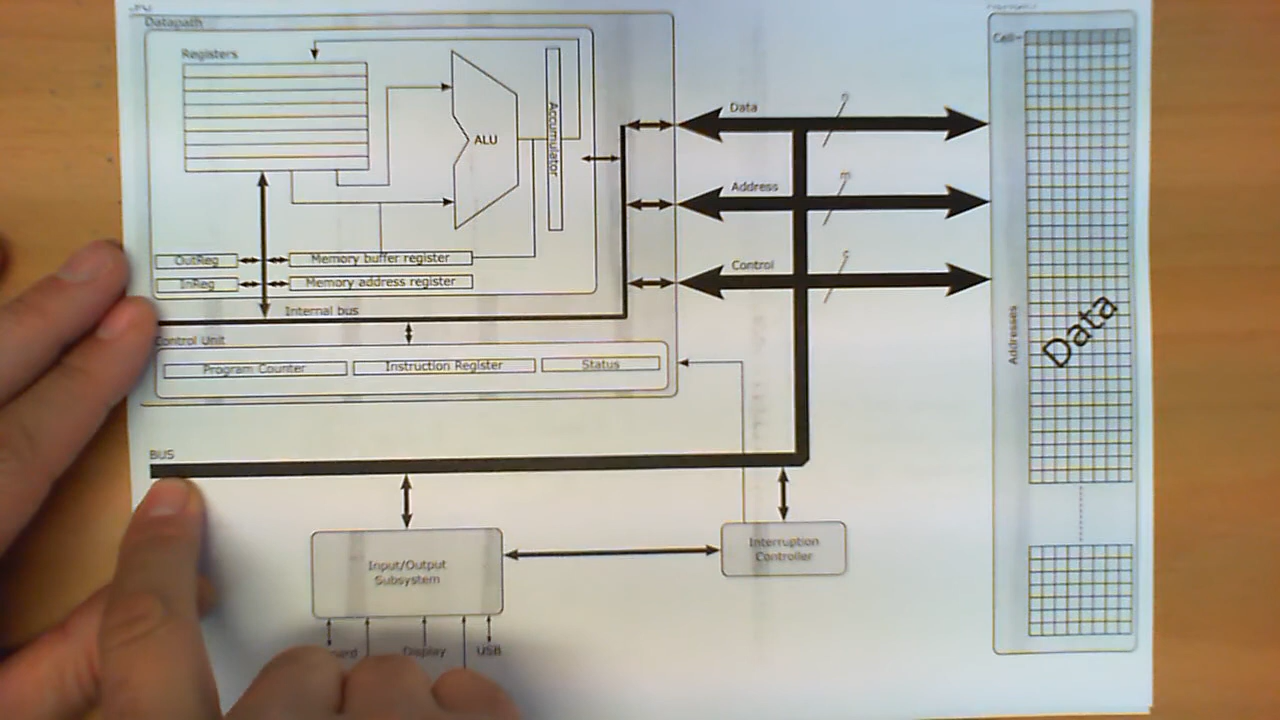 CPU
Datapath
Registers
ALU
Accumulator
OutReg
Memory buffer register
InReg
Memory address register
Internal bus
Control Unit
Program Counter
Instruction Register
Status
Data
n
Address
m
Control
c
Cell
Addresses
Data
BUS
Input/Output
Subsystem
Interruption
Controller
Display
USB